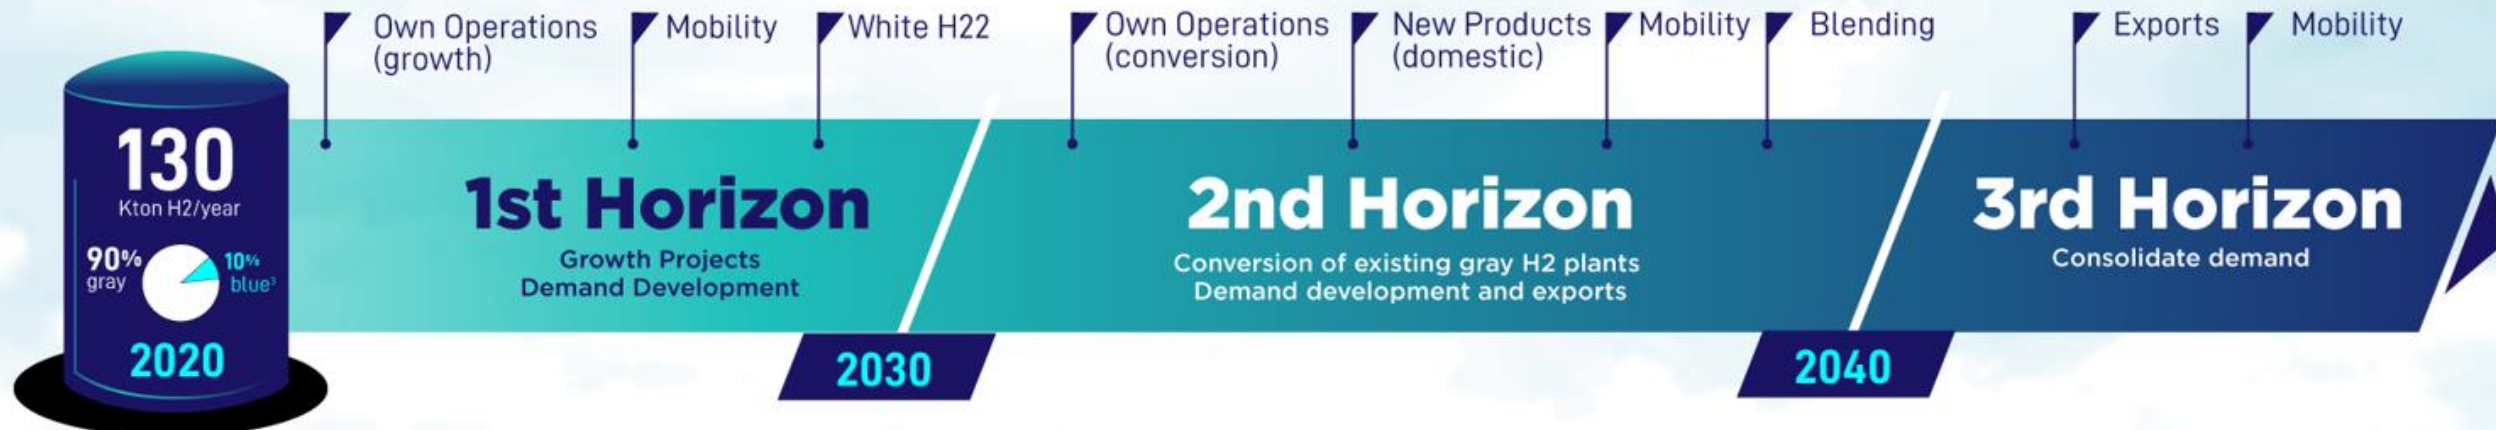 Own Operations
(growth)
Mobility
White H22
Own Operations
(conversion)
New Products
(domestic)
Mobility
Blending
Exports
Mobility
130
Kton H2/year
90%
gray
10%
blue³
2020
1st Horizon
Growth Projects
Demand Development
2030
2nd Horizon
Conversion of existing gray H2 plants
Demand development and exports
2040
3rd Horizon
Consolidate demand